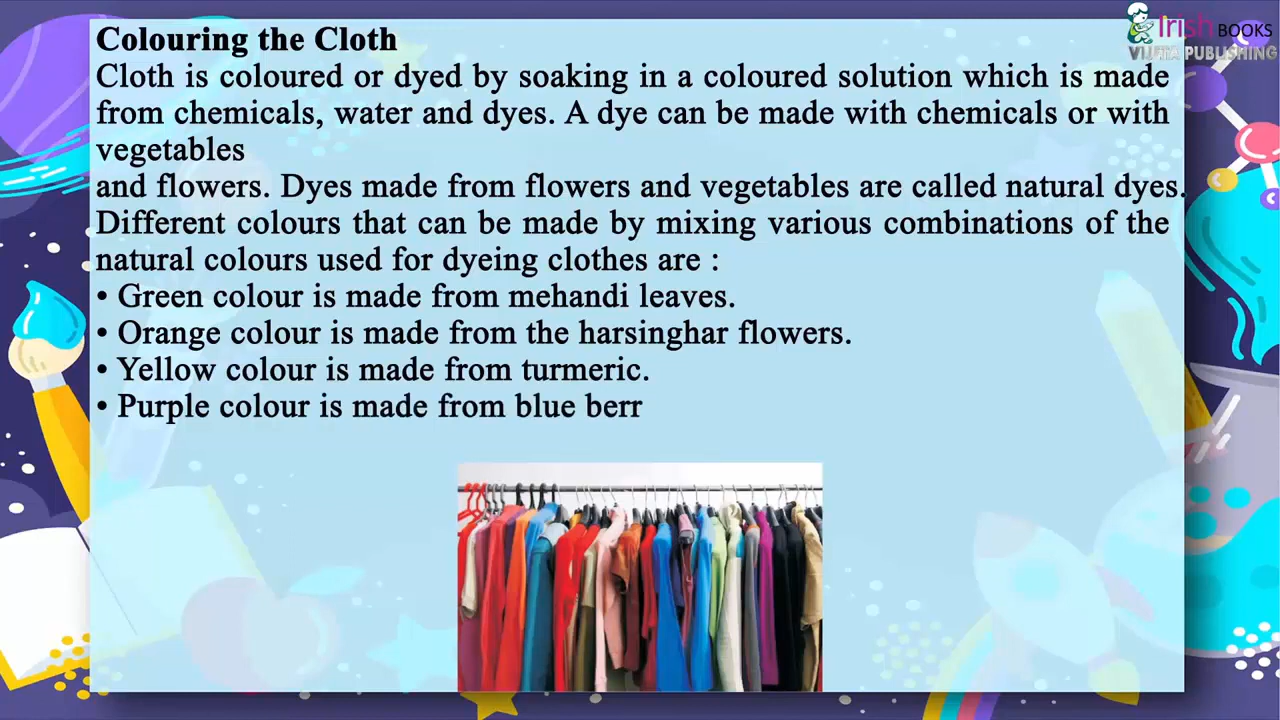 Irish BOOKS
VIJETA PUBLISHING
Colouring the Cloth
Cloth is coloured or dyed by soaking in a coloured solution which is made
from chemicals, water and dyes. A dye can be made with chemicals or with
vegetables
and flowers. Dyes made from flowers and vegetables are called natural dyes.
Different colours that can be made by mixing various combinations of the
natural colours used for dyeing clothes are :
• Green colour is made from mehandi leaves.
• Orange colour is made from the harsinghar flowers.
• Yellow colour is made from turmeric.
• Purple colour is made from blue berr